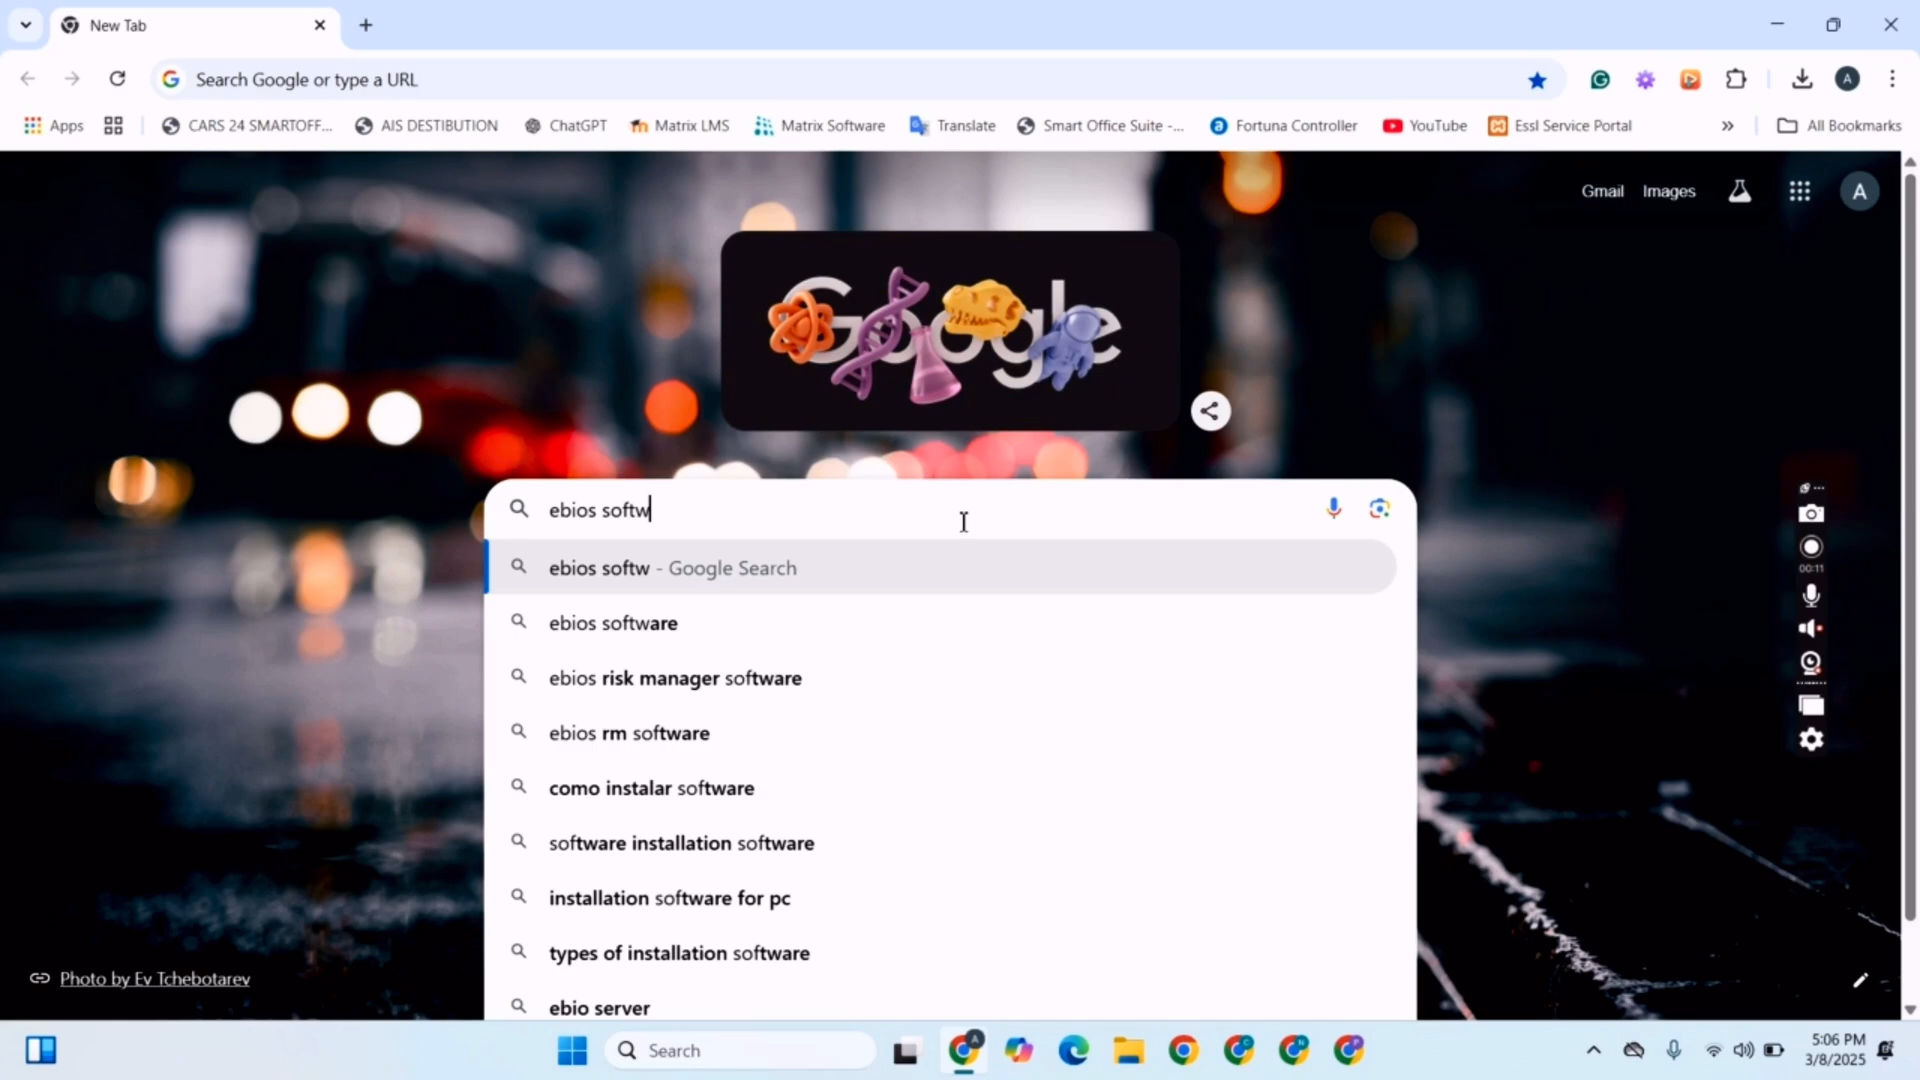 New Tab
Search Google or type a URL
A
Apps
CARS 24 SMARTOFF...
AIS DESTIBUTION
ChatGPT
Matrix LMS
Matrix Software
Translate
Smart Office Suite -...
Fortuna Controller
YouTube
Essl Service Portal
All Bookmarks
Gmail
Images
A
Google
ebios softw
ebios softw - Google Search
00:11
ebios software
ebios risk manager software
ebios rm software
como instalar software
software installation software
installation software for pc
types of installation software
ebio server
Photo by Ev Tchebotarev
Search
5:06 PM
3/8/2025